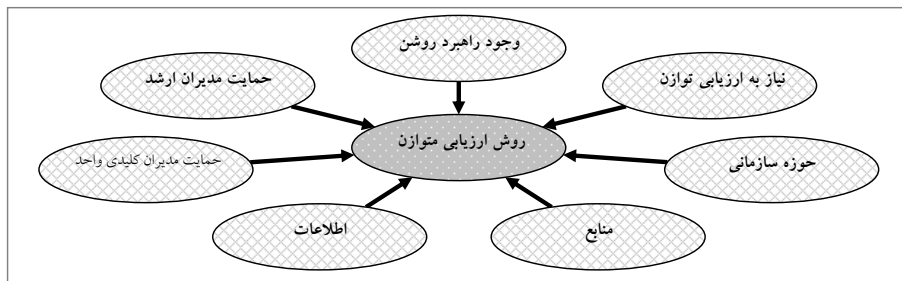 وجود راهبرد روشن
نیاز به ارزیابی توازن
حمایت مدیران ارشد
روش ارزیابی متوازن
حوزه سازمانی
حمایت مدیران کلیدی واحد
منابع
اطلاعات